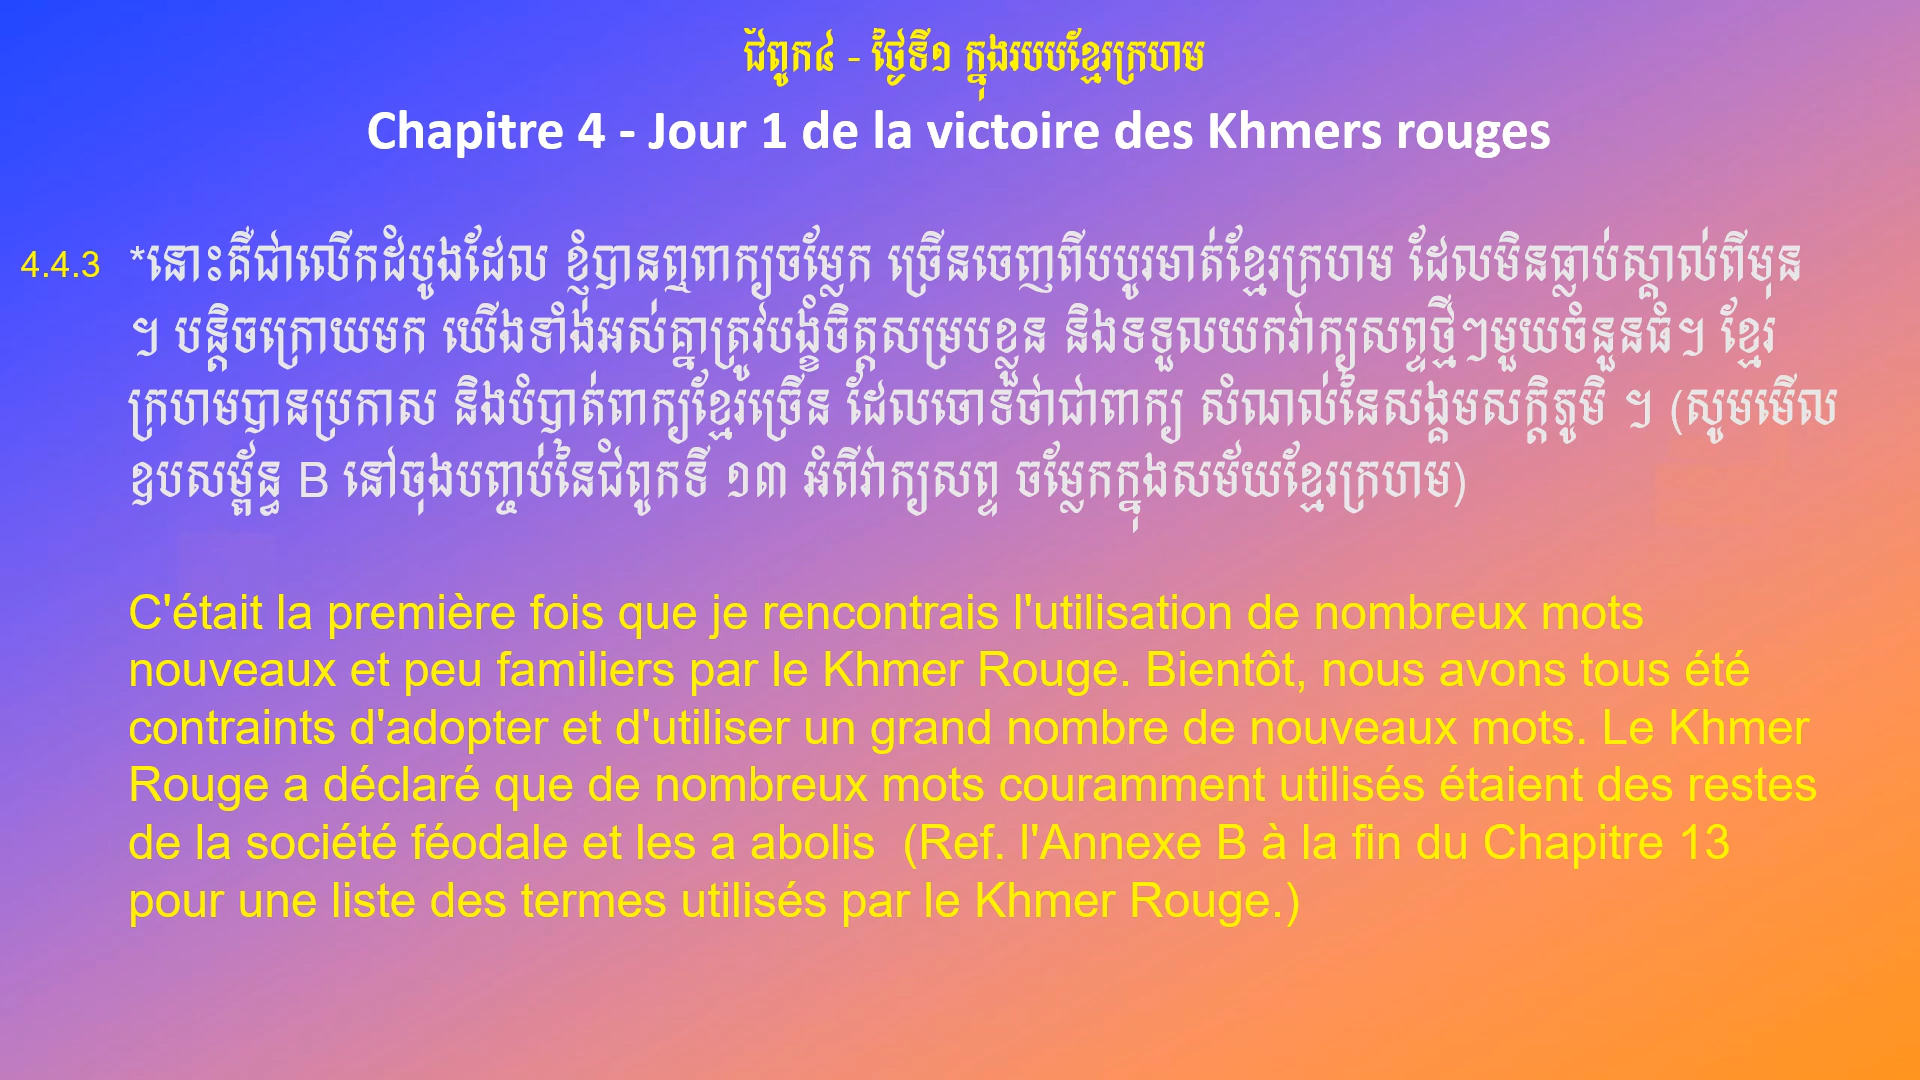 ជំពូក៤ - ថ្ងៃទី១ ក្នុងរបបខ្មែរក្រហម
Chapitre 4 - Jour 1 de la victoire des Khmers rouges
4.4.3 *នោះគឺជាលើកដំបូងដែល ខ្ញុំបានឮពាក្យចម្លែក ច្រើនចេញពីបបូរមាត់ខ្មែរក្រហម ដែលមិនធ្លាប់ស្គាល់ពីមុន
។ បន្តិចក្រោយមក យើងទាំងអស់គ្នាត្រូវបង្ខំចិត្តសម្របខ្លួន និងទទួលយកវាក្យសព្ទថ្មីៗមួយចំនួនធំ។ ខ្មែរ
ក្រហមបានប្រកាស និងបំបាត់ពាក្យខ្មែរច្រើន ដែលចោទថាជាពាក្យ សំណល់នៃសង្គមសក្តិភូមិ ។ (សូមមើល
ឧបសម្ព័ន្ធ B នៅចុងបញ្ចប់នៃជំពូកទី ១៣ អំពីវាក្យសព្ទ ចម្លែកក្នុងសម័យខ្មែរក្រហម)
C'était la première fois que je rencontrais l'utilisation de nombreux mots
nouveaux et peu familiers par le Khmer Rouge. Bientôt, nous avons tous été
contraints d'adopter et d'utiliser un grand nombre de nouveaux mots. Le Khmer
Rouge a déclaré que de nombreux mots couramment utilisés étaient des restes
de la société féodale et les a abolis  (Ref. l'Annexe B à la fin du Chapitre 13
pour une liste des termes utilisés par le Khmer Rouge.)